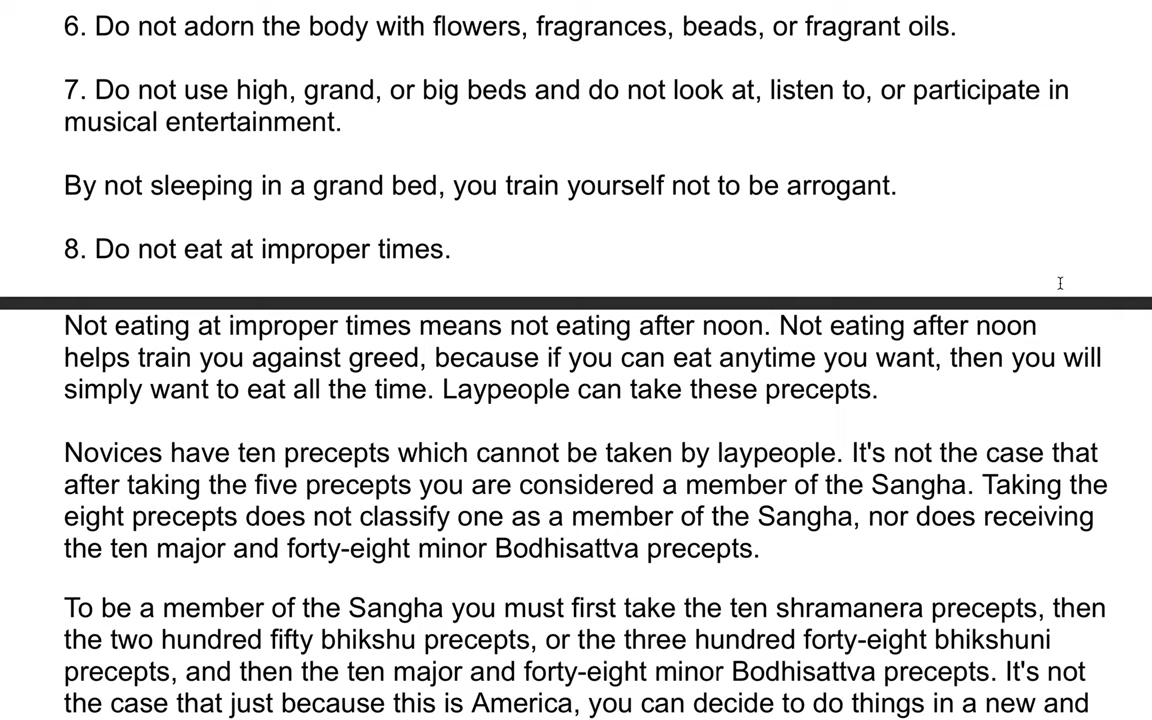 6. Do not adorn the body with flowers, fragrances, beads, or fragrant oils.
7. Do not use high, grand, or big beds and do not look at, listen to, or participate in
musical entertainment.
By not sleeping in a grand bed, you train yourself not to be arrogant.
8. Do not eat at improper times.
Not eating at improper times means not eating after noon. Not eating after noon
helps train you against greed, because if you can eat anytime you want, then you will
simply want to eat all the time. Laypeople can take these precepts.
Novices have ten precepts which cannot be taken by laypeople. It's not the case that
after taking the five precepts you are considered a member of the Sangha. Taking the
eight precepts does not classify one as a member of the Sangha, nor does receiving
the ten major and forty-eight minor Bodhisattva precepts.
To be a member of the Sangha you must first take the ten shramanera precepts, then
the two hundred fifty bhikshu precepts, or the three hundred forty-eight bhikshuni
precepts, and then the ten major and forty-eight minor Bodhisattva precepts. It's not
the case that just because this is America, you can decide to do things in a new and